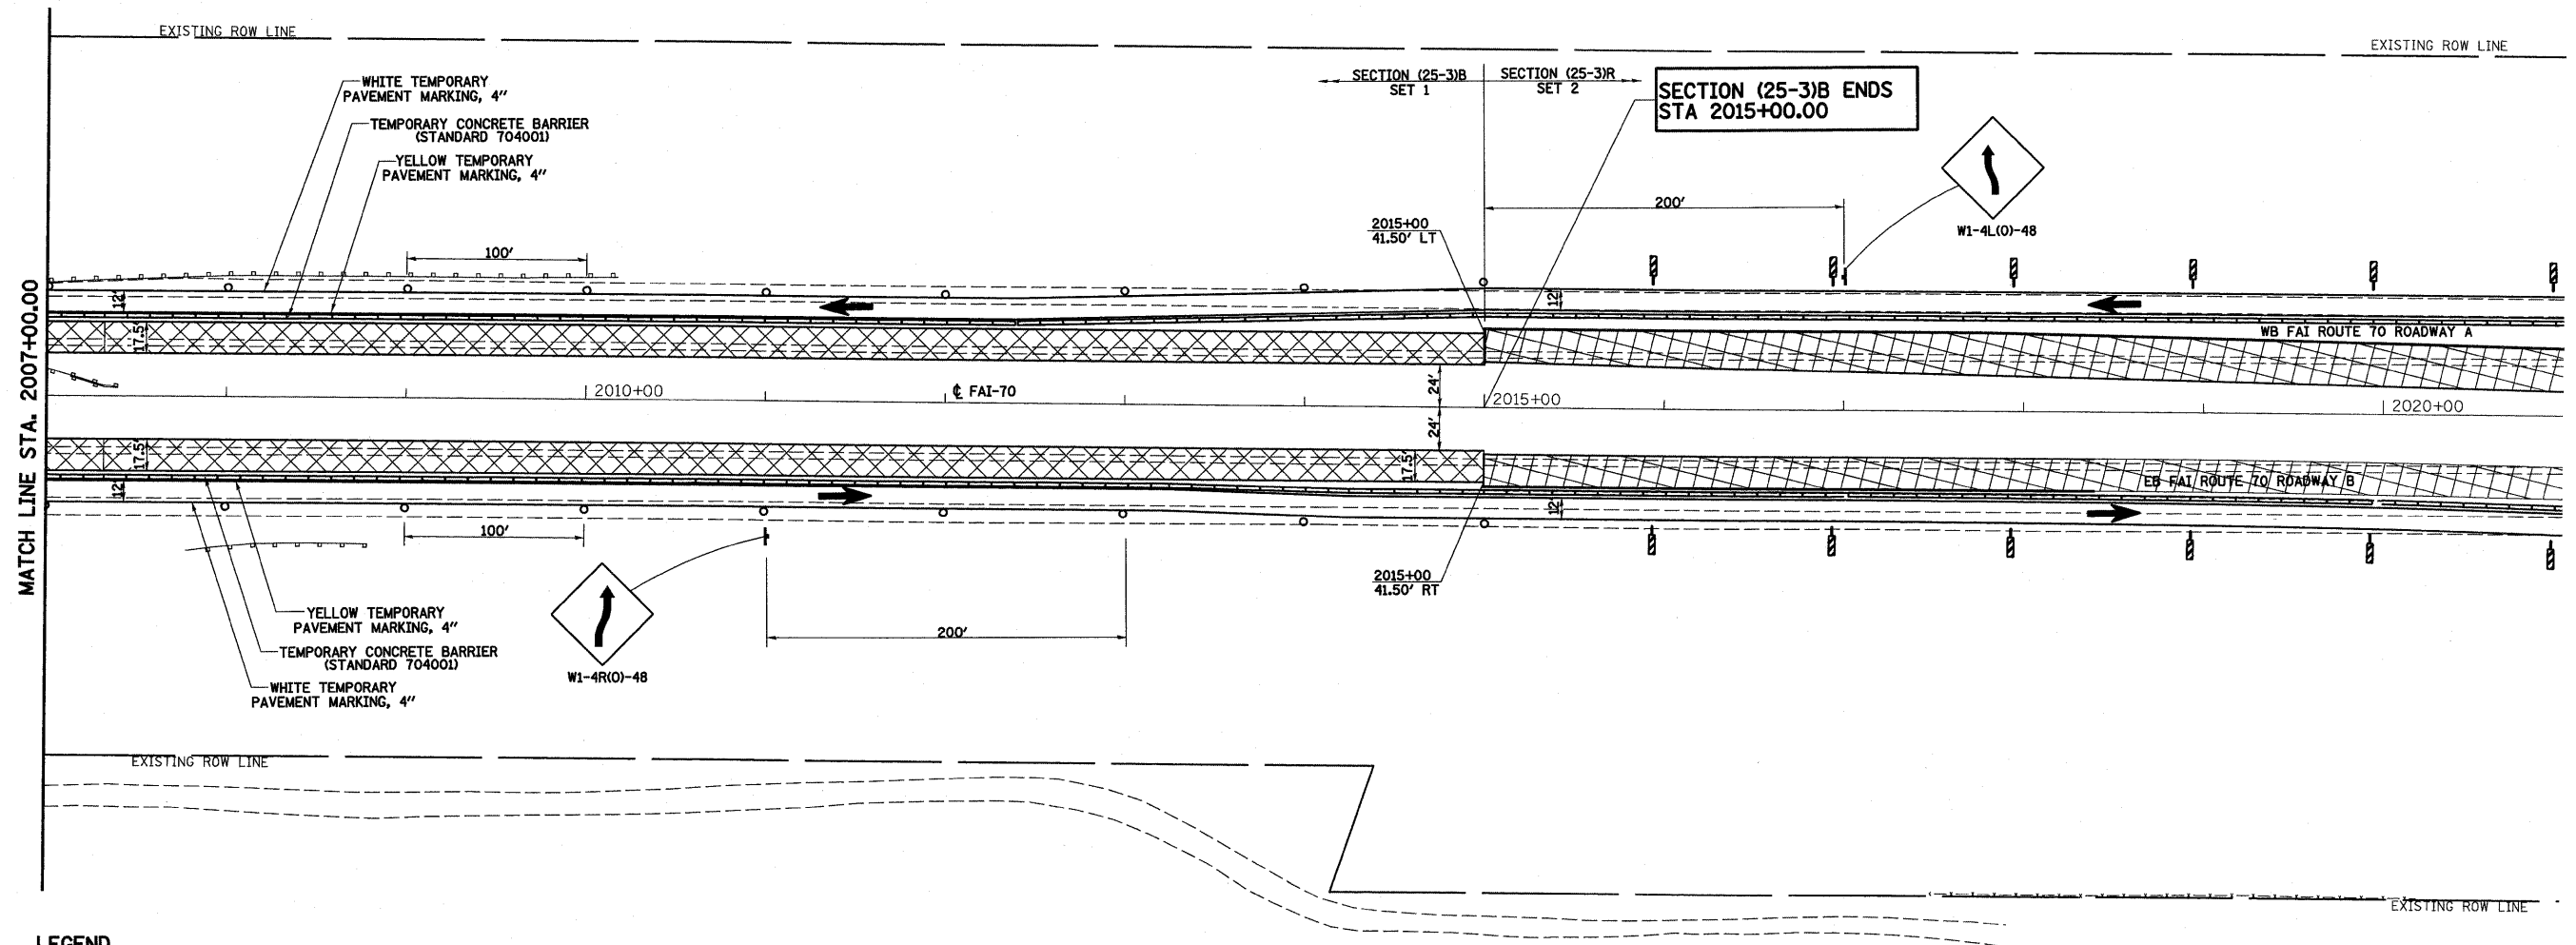 EXISTING ROW LINE
EXISTING ROW LINE
WHITE TEMPORARY
PAVEMENT MARKING, 4"
TEMPORARY CONCRETE BARRIER
(STANDARD 704001)
YELLOW TEMPORARY
PAVEMENT MARKING, 4"
SECTION (25-3)B
SET 1
SECTION (25-3)R
SET 2
SECTION (25-3)B ENDS
STA 2015+00.00
200'
W1-4L(O)-48
2015+00
41.50' LT
100'
12'
12'
17.5'
WB FAI ROUTE 70 ROADWAY A
MATCH LINE STA. 2007+00.00
2010+00
℄ FAI-70
24'
24'
2015+00
2020+00
17.5'
17.5'
EB FAI ROUTE 70 ROADWAY B
12'
12'
100'
2015+00
41.50' RT
W1-4R(O)-48
200'
YELLOW TEMPORARY
PAVEMENT MARKING, 4"
TEMPORARY CONCRETE BARRIER
(STANDARD 704001)
WHITE TEMPORARY
PAVEMENT MARKING, 4"
EXISTING ROW LINE
EXISTING ROW LINE
LEGEND